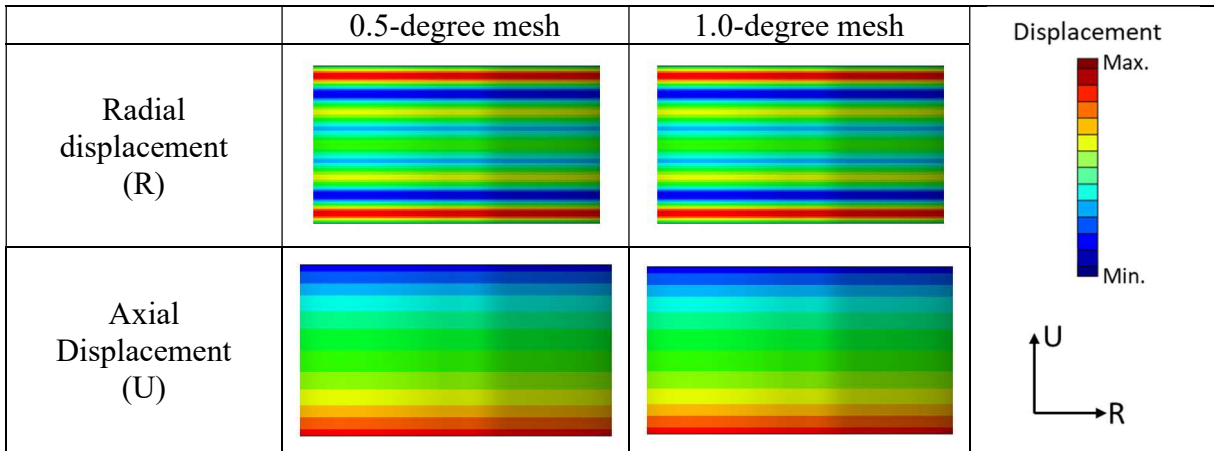 0.5-degree mesh
1.0-degree mesh
Displacement
Max.
Min.
Radial
displacement
(R)
Axial
Displacement
(U)
U
R